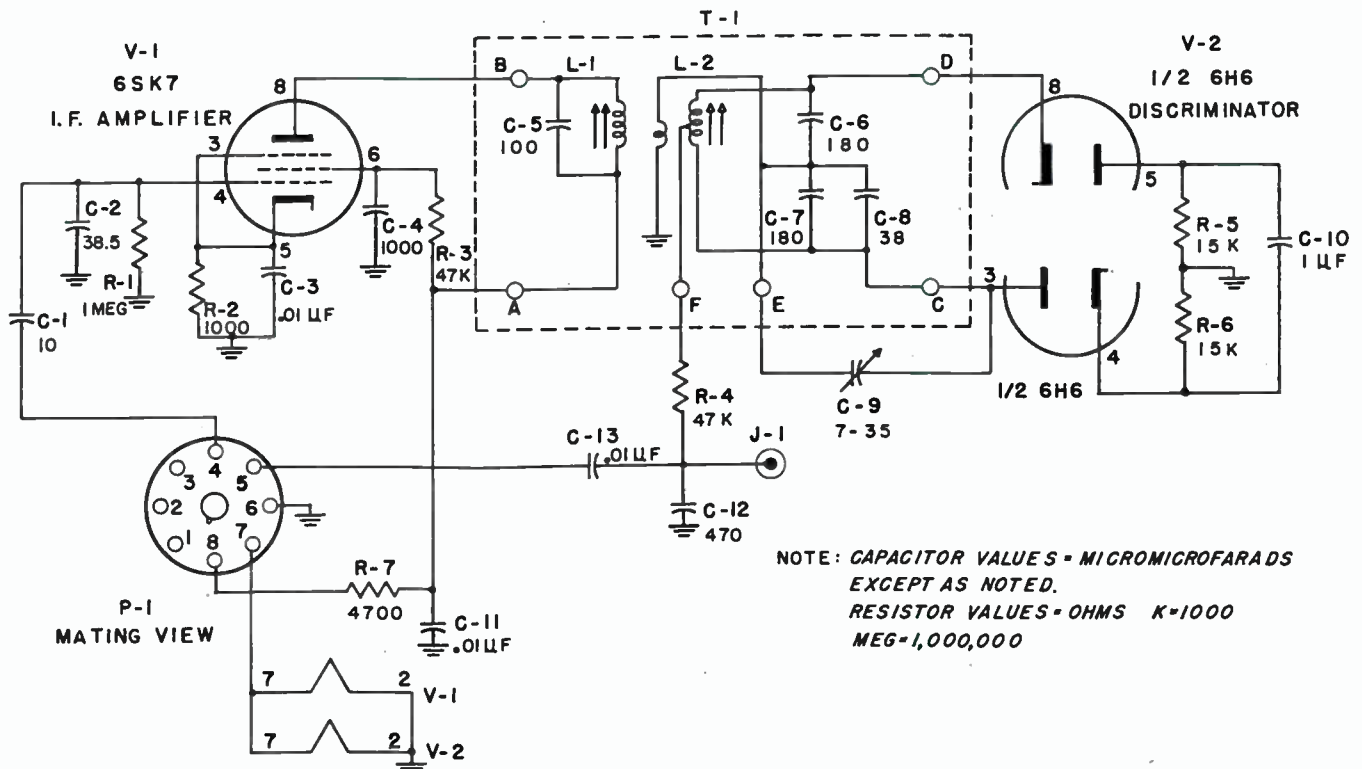 T-1
V-1
6SK7
I.F. AMPLIFIER
V-2
1/2 6H6
DISCRIMINATOR
8
3
4
6
5
B
L-1
C-5
100
L-2
D
C-6
180
C-7
180
C-8
38
A
F
E
C
8
5
3
4
1/2 6H6
C-2
38.5
R-1
1 MEG
R-2
1000
C-3
.01 µF
C-4
1000
R-3
47K
C-1
10
R-5
15 K
R-6
15 K
C-10
1 µF
C-9
7-35
R-4
47 K
J-1
C-13
.01 µF
C-12
470
4
3
5
2
6
1
7
8
P-1
MATING VIEW
R-7
4700
C-11
.01 µF
7
2
V-1
7
2
V-2
NOTE: CAPACITOR VALUES = MICROMICROFARADS
EXCEPT AS NOTED.
RESISTOR VALUES = OHMS K=1000
MEG=1,000,000